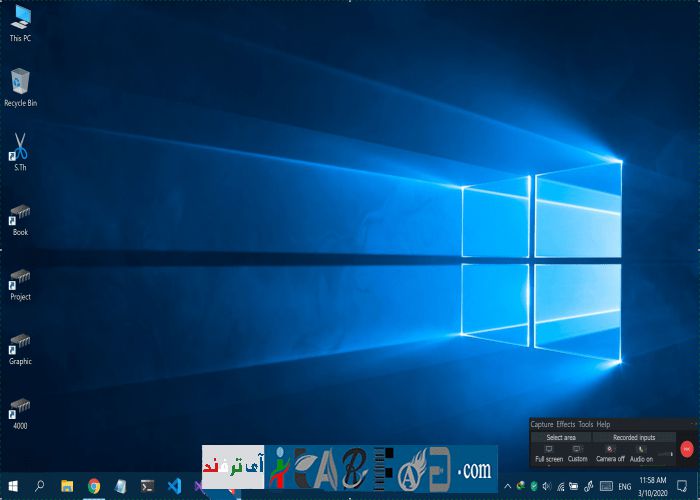 This PC
Recycle Bin
S.Th
Book
Project
Graphic
4000
Capture Effects Tools Help
Select area Recorded inputs
Full screen Custom Camera off Audio on
REC
آی ترفند
.com
ENG
11:58 AM
3/10/2020